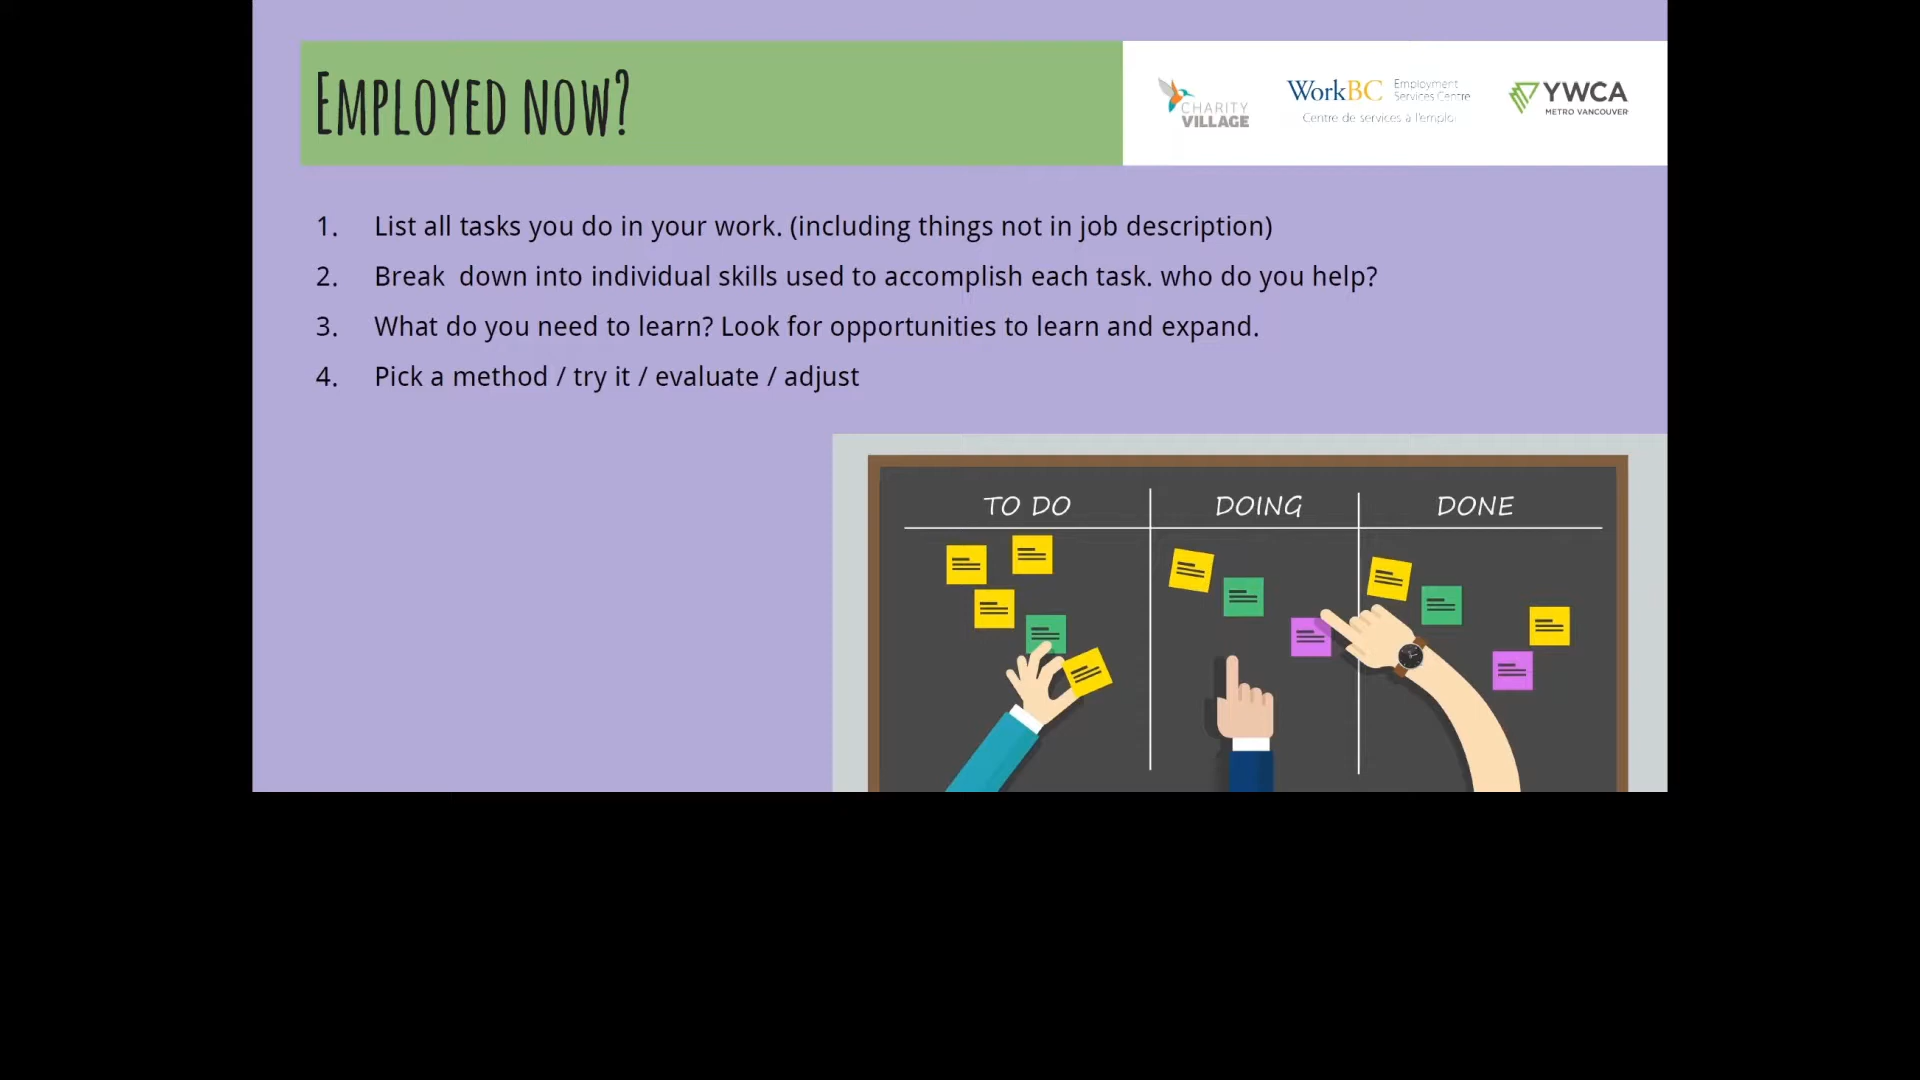 EMPLOYED NOW?
CHARITY
VILLAGE
WorkBC Employment
Services Centre
Centre de services à l'emploi
YWCA
METRO VANCOUVER
1. List all tasks you do in your work. (including things not in job description)
2. Break down into individual skills used to accomplish each task. who do you help?
3. What do you need to learn? Look for opportunities to learn and expand.
4. Pick a method / try it / evaluate / adjust
TO DO DOING DONE